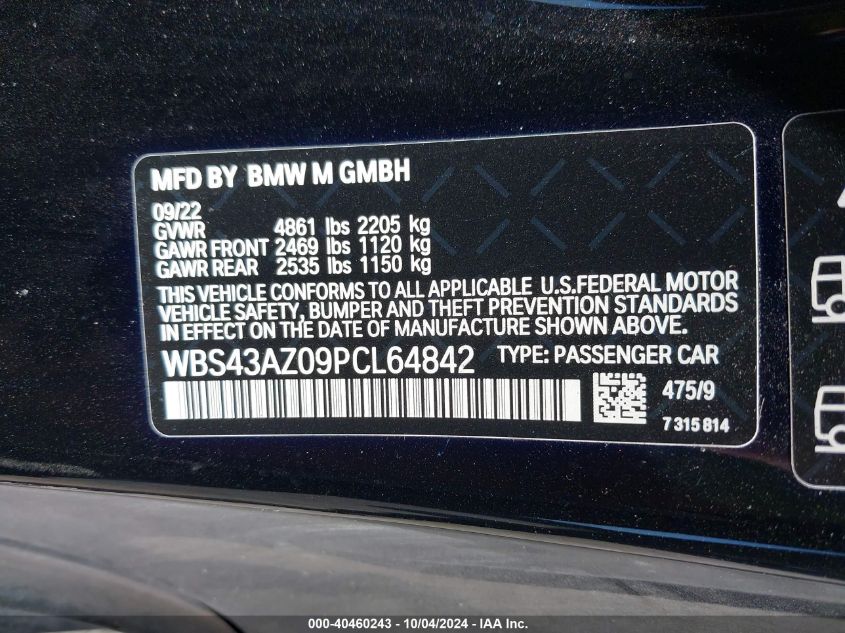 MFD BY BMW M GMBH
09/22
GVWR 4861 lbs 2205 kg
GAWR FRONT 2469 lbs 1120 kg
GAWR REAR 2535 lbs 1150 kg
THIS VEHICLE CONFORMS TO ALL APPLICABLE U.S.FEDERAL MOTOR
VEHICLE SAFETY, BUMPER AND THEFT PREVENTION STANDARDS
IN EFFECT ON THE DATE OF MANUFACTURE SHOWN ABOVE.
WBS43AZ09PCL64842 TYPE: PASSENGER CAR
475/9
7 315 814
000-40460243 - 10/04/2024 - IAA Inc.